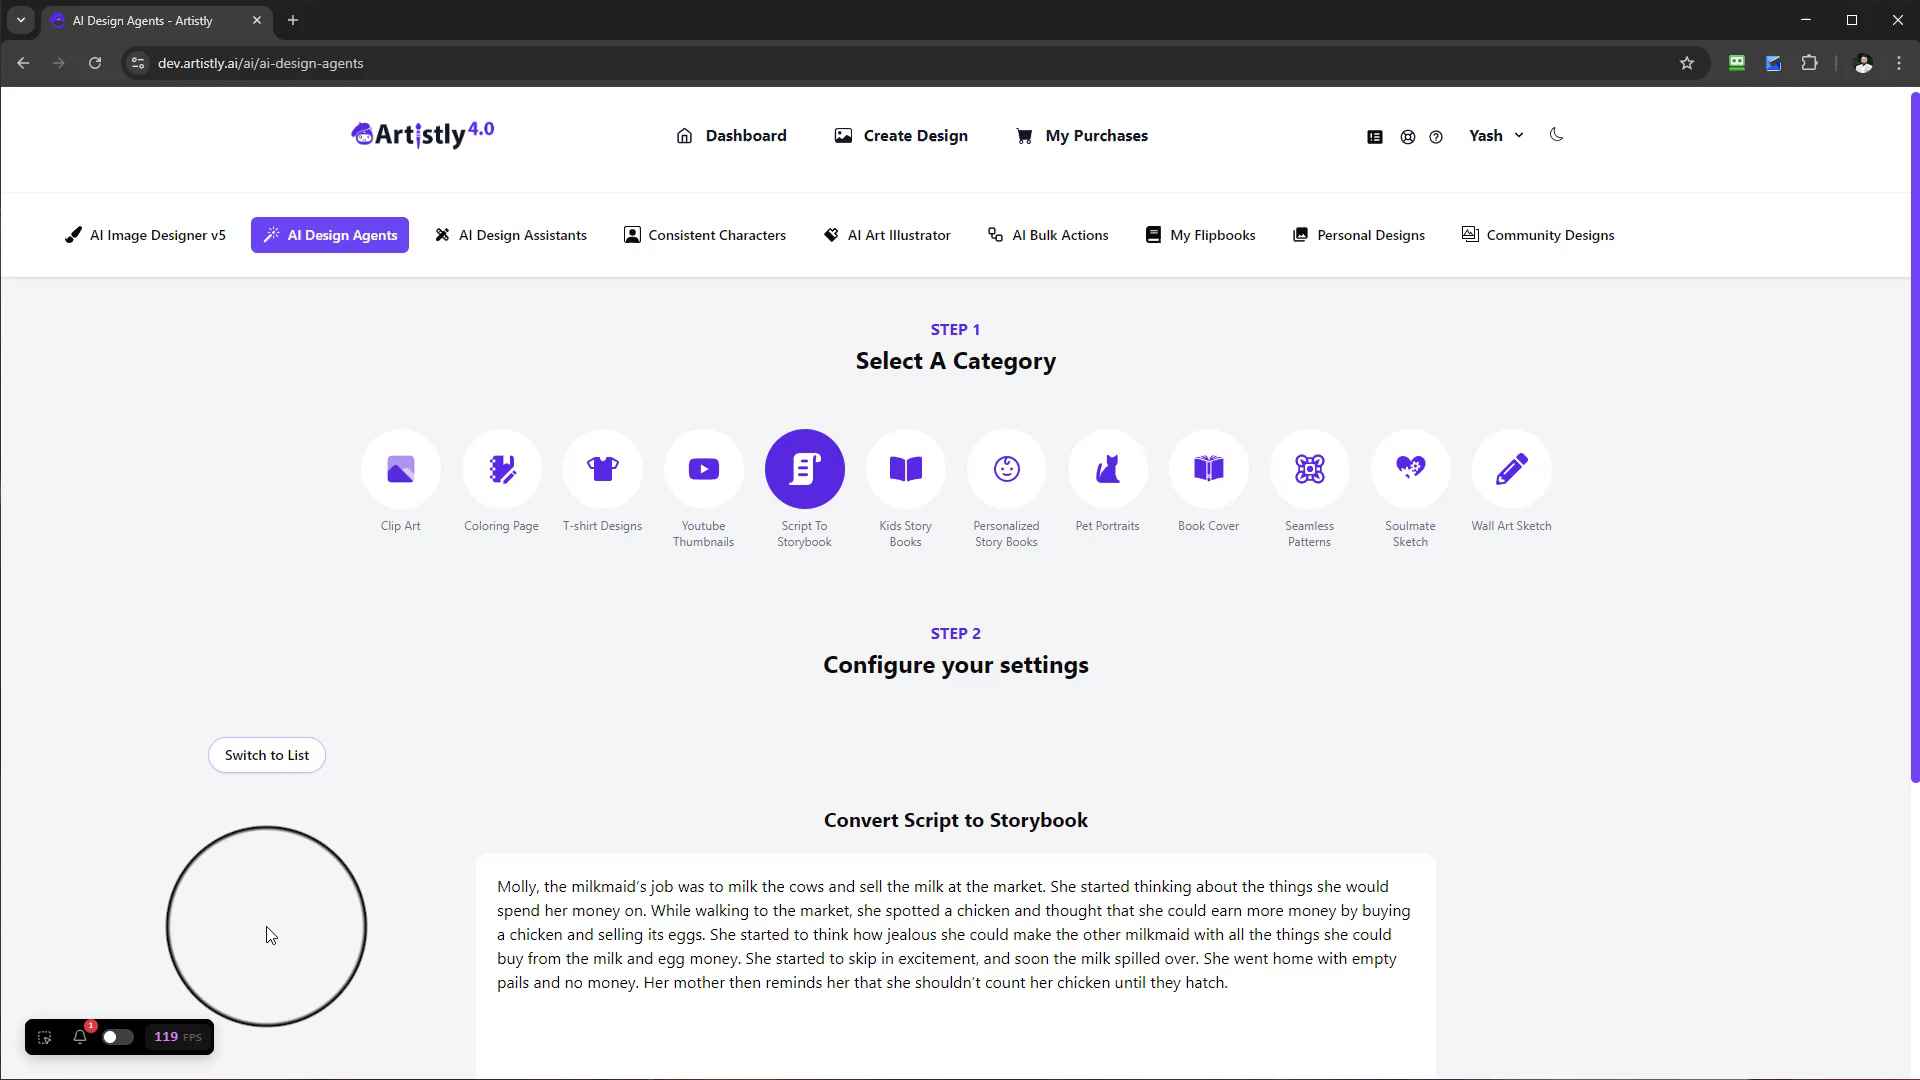 AI Design Agents - Artistly
dev.artistly.ai/ai/ai-design-agents
Artistly 4.0
Dashboard
Create Design
My Purchases
Yash
AI Image Designer v5
AI Design Agents
AI Design Assistants
Consistent Characters
AI Art Illustrator
AI Bulk Actions
My Flipbooks
Personal Designs
Community Designs
STEP 1
Select A Category
Clip Art
Coloring Page
T-shirt Designs
Youtube
Thumbnails
Script To
Storybook
Kids Story
Books
Personalized
Story Books
Pet Portraits
Book Cover
Seamless
Patterns
Soulmate
Sketch
Wall Art Sketch
STEP 2
Configure your settings
Switch to List
Convert Script to Storybook
Molly, the milkmaid’s job was to milk the cows and sell the milk at the market. She started thinking about the things she would
spend her money on. While walking to the market, she spotted a chicken and thought that she could earn more money by buying
a chicken and selling its eggs. She started to think how jealous she could make the other milkmaid with all the things she could
buy from the milk and egg money. She started to skip in excitement, and soon the milk spilled over. She went home with empty
pails and no money. Her mother then reminds her that she shouldn’t count her chicken until they hatch.
1
119 FPS